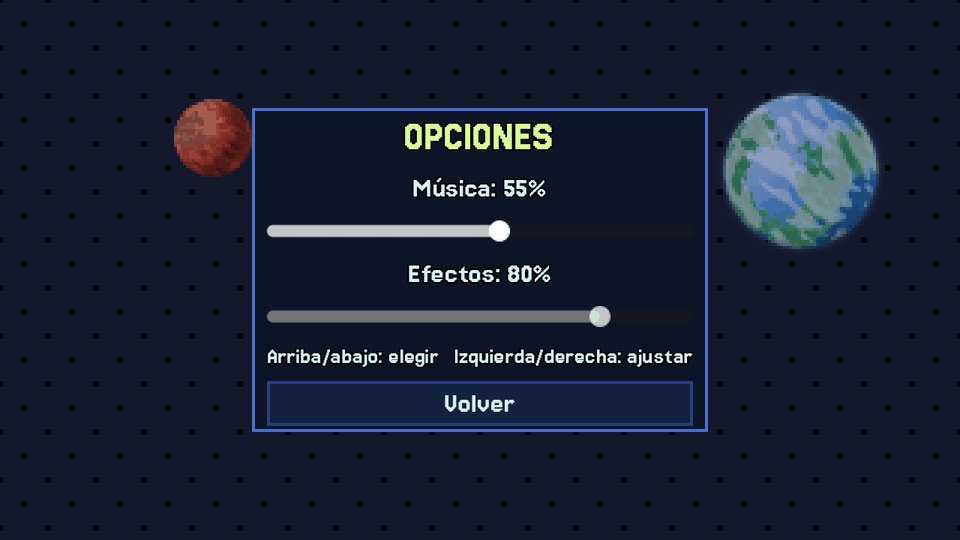 OPCIONES
Música: 55%
Efectos: 80%
Arriba/abajo: elegir  Izquierda/derecha: ajustar
Volver